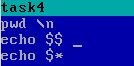 task4
pwd \n
echo $$ _
echo $*